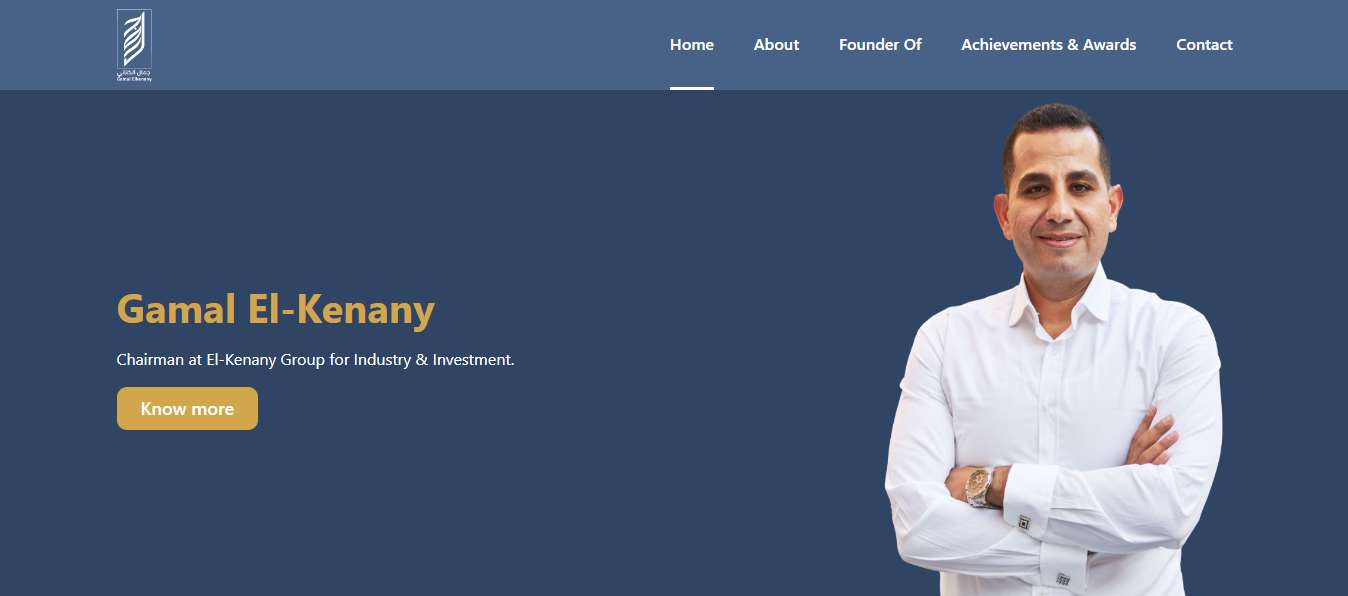 جمال الكناني
Gamal Elkenany
Home
About
Founder Of
Achievements & Awards
Contact
Gamal El-Kenany
Chairman at El-Kenany Group for Industry & Investment.
Know more